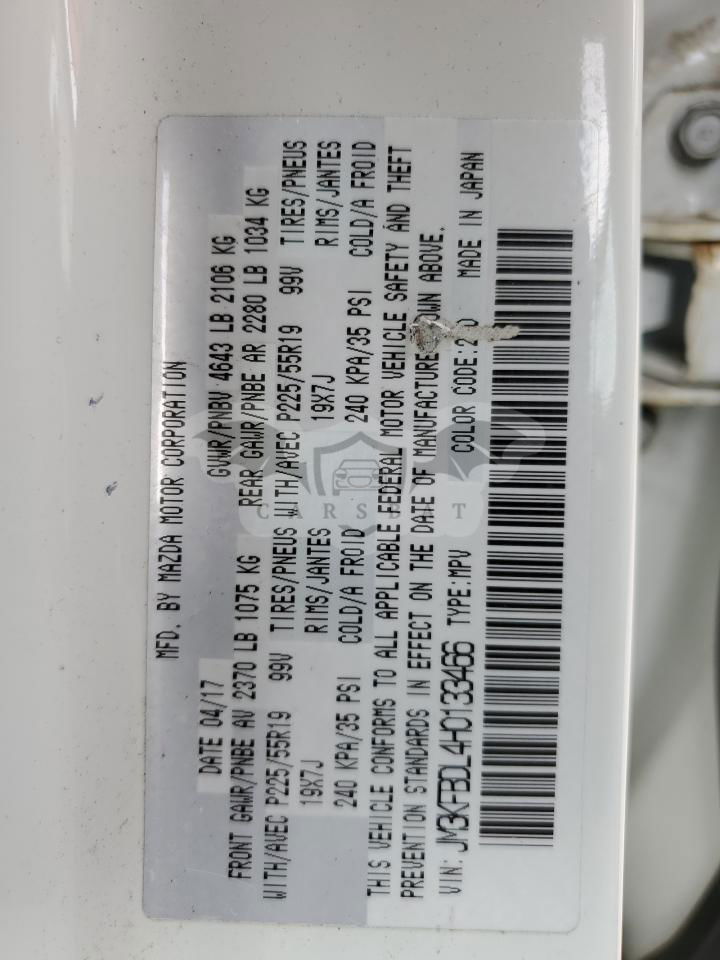 MFD. BY MAZDA MOTOR CORPORATION
DATE 04/17 GVWR/PNBV 4643 LB 2106 KG
FRONT GAWR/PNBE AV 2370 LB 1075 KG REAR GAWR/PNBE AR 2280 LB 1034 KG
WITH/AVEC P225/55R19 99V TIRES/PNEUS WITH/AVEC P225/55R19 99V TIRES/PNEUS
19X7J RIMS/JANTES 19X7J RIMS/JANTES
240 KPA/35 PSI COLD/A FROID 240 KPA/35 PSI COLD/A FROID
THIS VEHICLE CONFORMS TO ALL APPLICABLE FEDERAL MOTOR VEHICLE SAFETY AND THEFT
PREVENTION STANDARDS IN EFFECT ON THE DATE OF MANUFACTURE ABOVE.
VIN: JM3KFBDL4H0133466 TYPE:MPV COLOR CODE: MADE IN JAPAN
CARSBAT